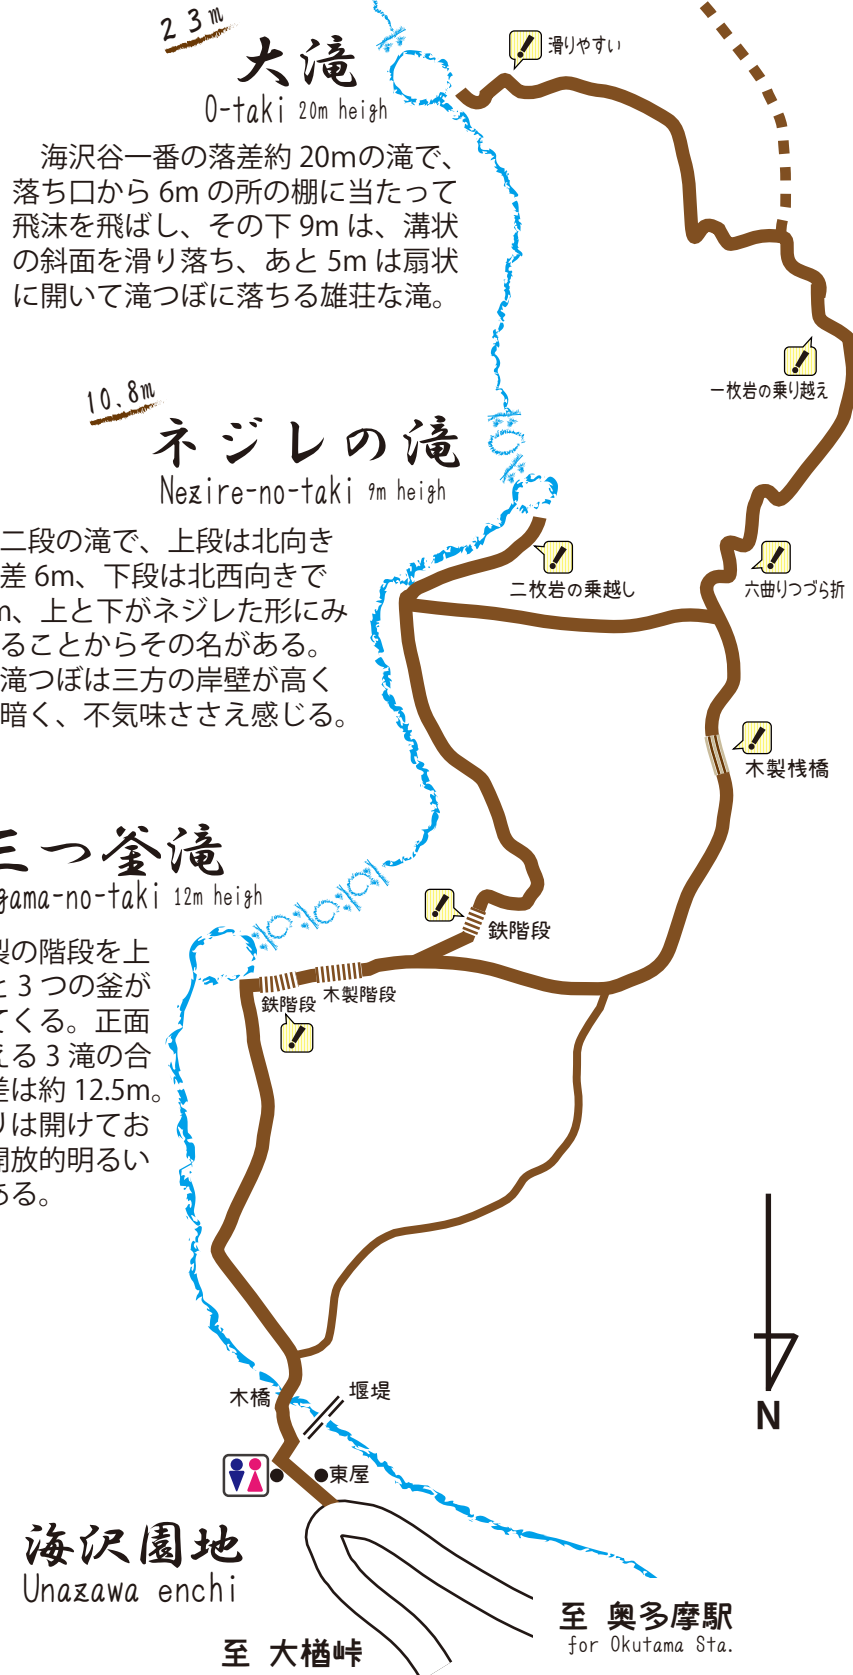 23m
大滝
O-taki 20m heigh
滑りやすい
海沢谷一番の落差約 20mの滝で、
落ち口から 6m の所の棚に当たって
飛沫を飛ばし、その下 9m は、溝状
の斜面を滑り落ち、あと 5m は扇状
に開いて滝つぼに落ちる雄荘な滝。
一枚岩の乗り越え
10.8m
ネジレの滝
Nezire-no-taki 9m heigh
二段の滝で、上段は北向き
差 6m、下段は北西向きで
m、上と下がネジレた形にみ
ることからその名がある。
滝つぼは三方の岸壁が高く
暗く、不気味ささえ感じる。
二枚岩の乗越し
六曲りつづら折
木製桟橋
三つ釜滝
gama-no-taki 12m heigh
製の階段を上
と 3 つの釜が
てくる。正面
える 3 滝の合
差は約 12.5m。
りは開けてお
開放的明るい
ある。
鉄階段
鉄階段
木製階段
木橋
堰堤
東屋
N
海沢園地
Unazawa enchi
至 奥多摩駅
for Okutama Sta.
至 大楢峠